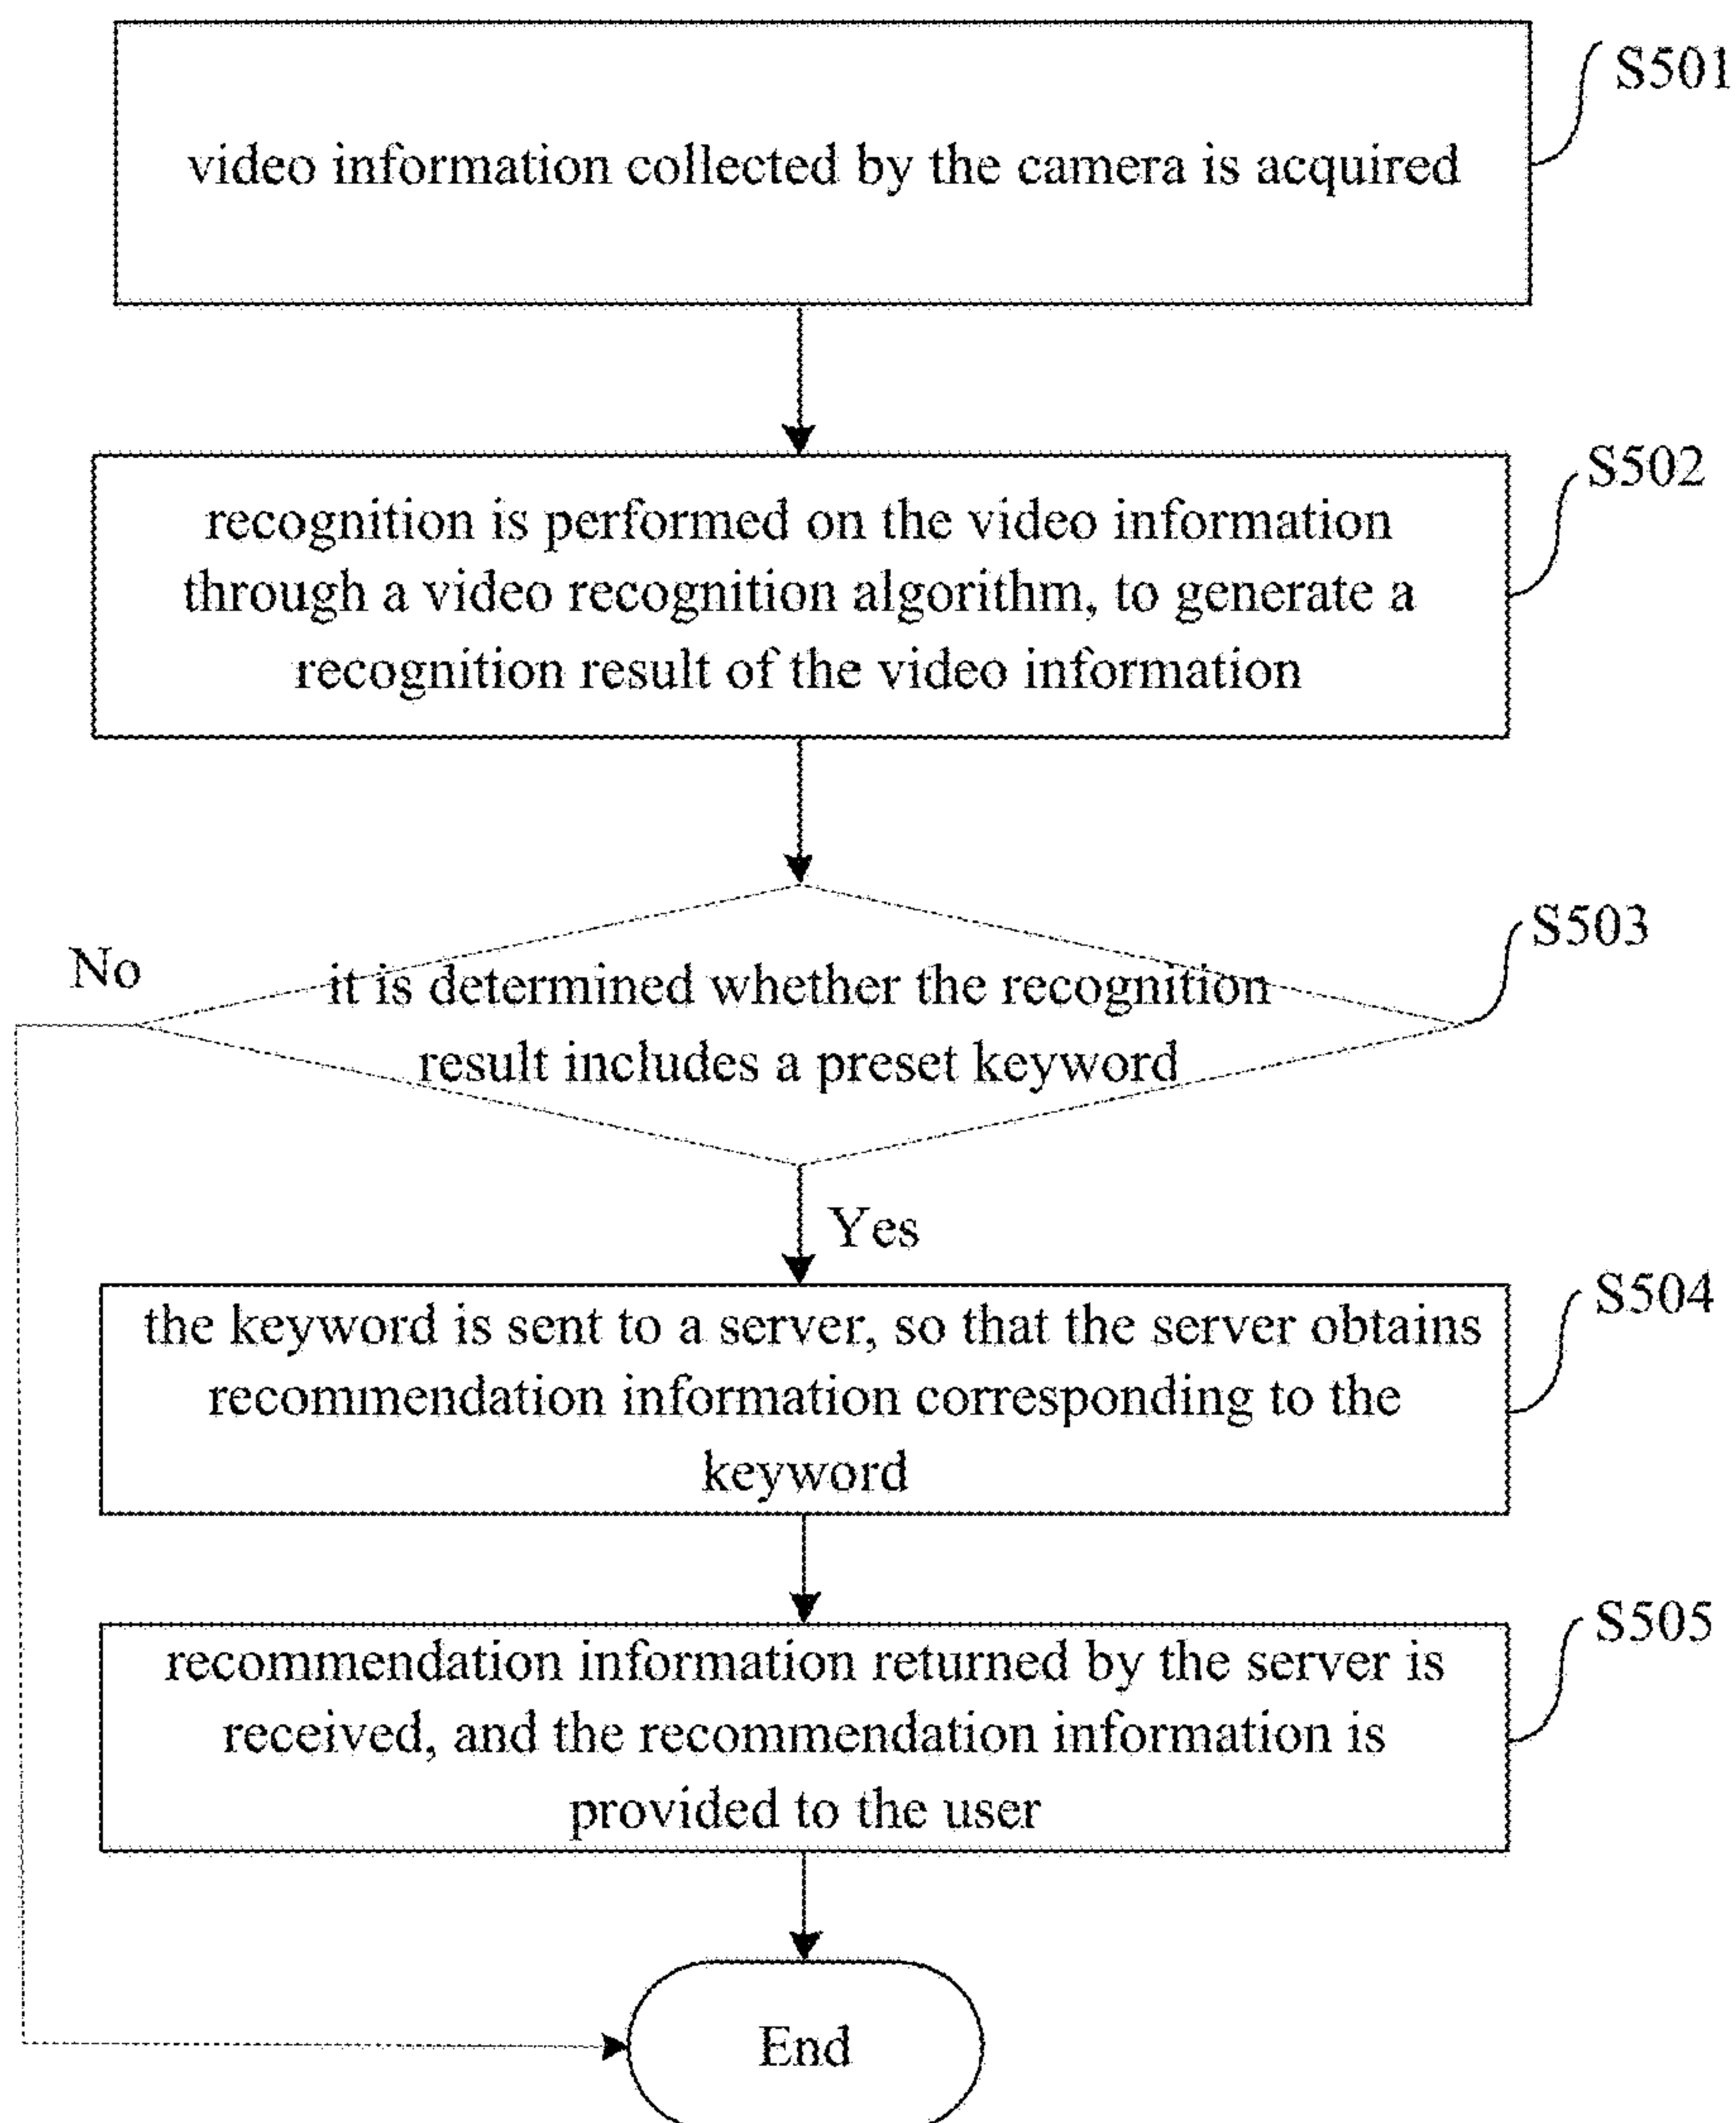 S501
video information collected by the camera is acquired
S502
recognition is performed on the video information
through a video recognition algorithm, to generate a
recognition result of the video information
S503
No
it is determined whether the recognition
result includes a preset keyword
Yes
S504
the keyword is sent to a server, so that the server obtains
recommendation information corresponding to the
keyword
S505
recommendation information returned by the server is
received, and the recommendation information is
provided to the user
End